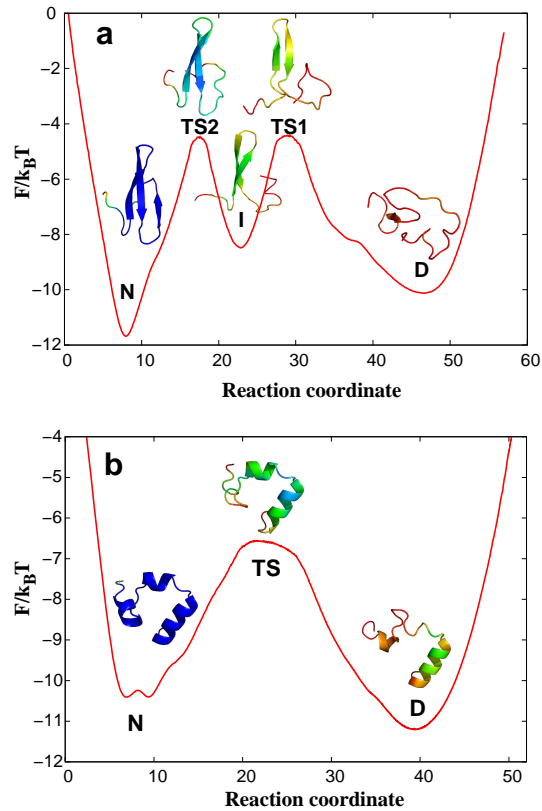 a
TS2 TS1
I
N
D
F/kBT
0
−2
−4
−6
−8
−10
−12
0 10 20 30 40 50 60
Reaction coordinate
b
TS
N
D
F/kBT
−4
−5
−6
−7
−8
−9
−10
−11
−12
0 10 20 30 40 50
Reaction coordinate